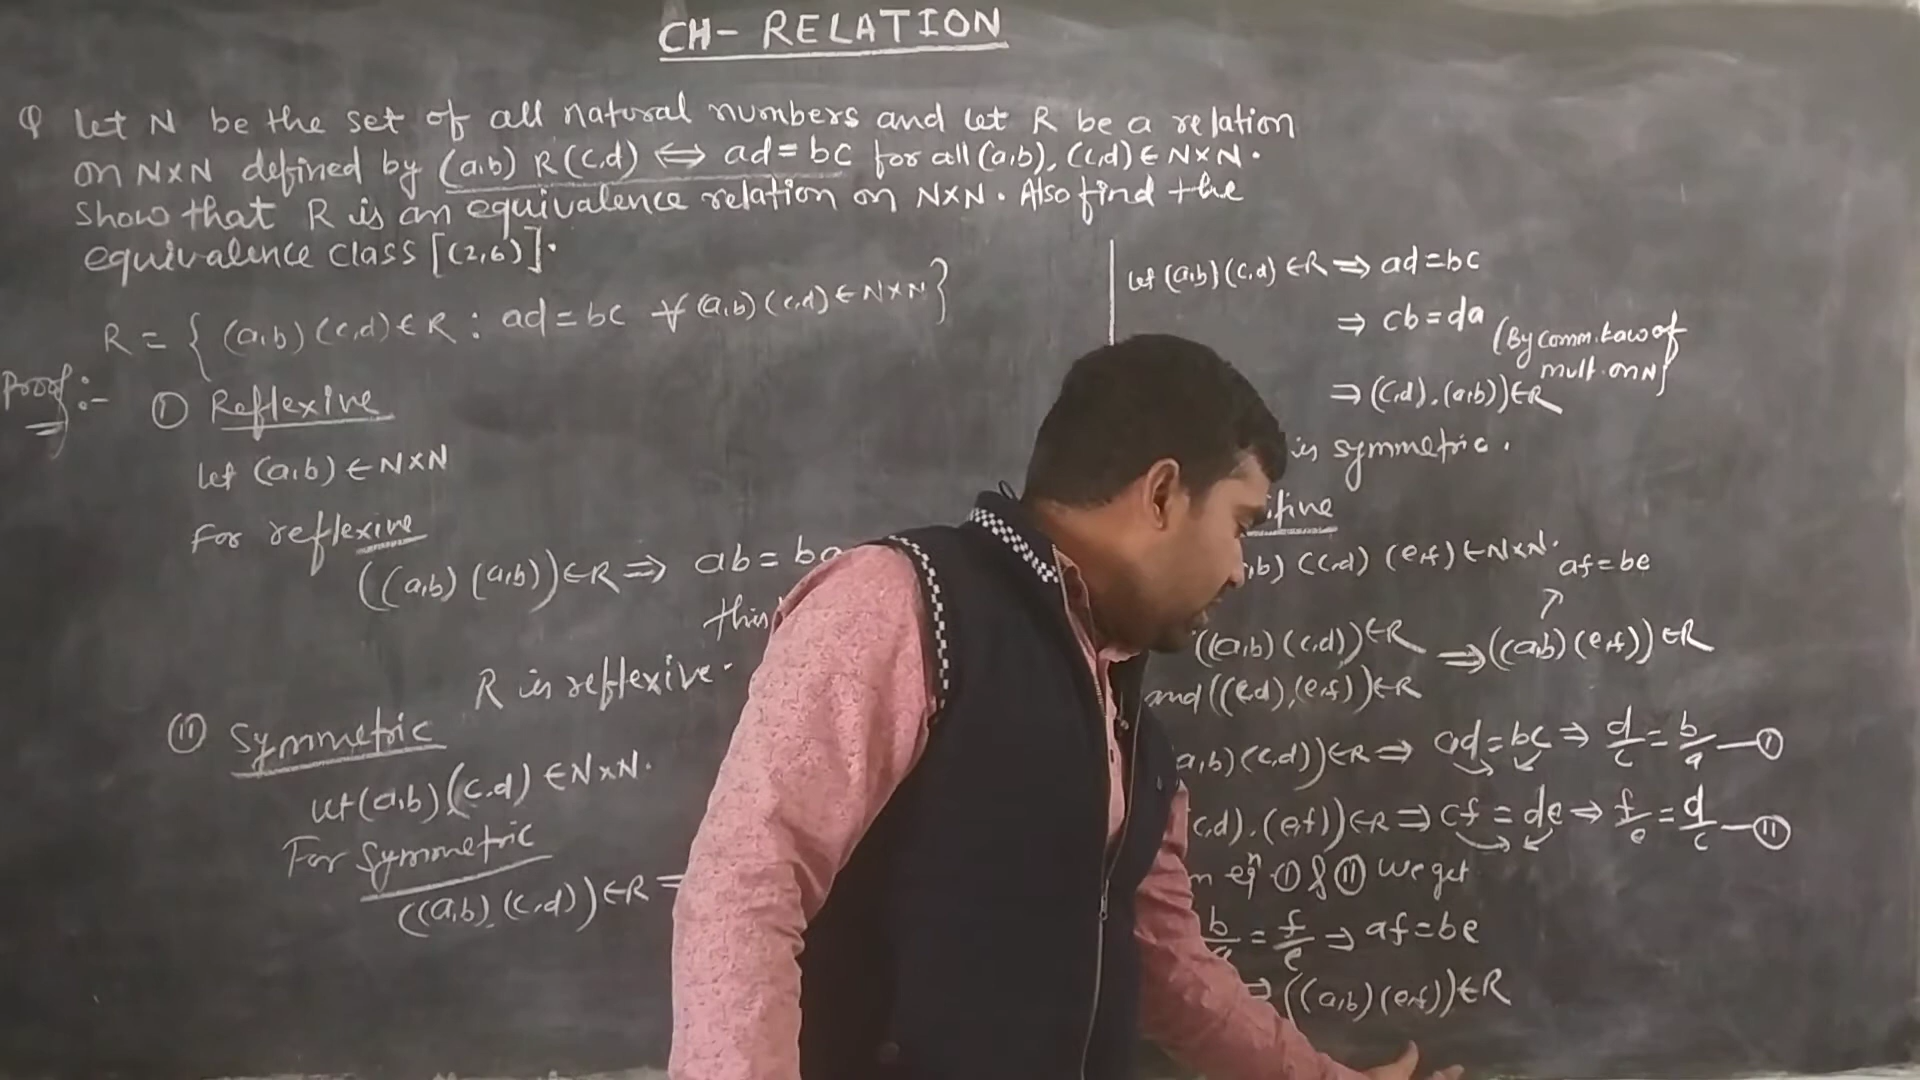 CH- RELATION
Q Let N be the set of all natural numbers and let R be a relation
on N×N defined by (a,b) R (c,d) ⇔ ad = bc for all (a,b), (c,d) ∈ N×N.
Show that R is an equivalence relation on N×N. Also find the
equivalence class [(2,6)].
R = { (a,b) (c,d) ∈ R : ad = bc ∀ (a,b) (c,d) ∈ N×N }
Proof :-
① Reflexive
Let (a,b) ∈ N×N
For reflexive
((a,b) (a,b)) ∈ R ⇒ ab = ba
this
R is reflexive.
⑪ Symmetric
Let (a,b) (c,d) ∈ N×N.
For Symmetric
((a,b), (c,d)) ∈ R
Let (a,b) (c,d) ∈ R ⇒ ad = bc
⇒ cb = da (By comm. Law of
mult. on N)
⇒ (c,d), (a,b)) ∈ R
is symmetric.
(c,d) (e,f) ∈ N×N.
af = be
((a,b) (c,d)) ∈ R ⇒ ((a,b) (e,f)) ∈ R
and ((c,d), (e,f)) ∈ R
a,b) (c,d)) ∈ R ⇒ ad = bc ⇒ d/c = b/a — ①
c,d), (e,f)) ∈ R ⇒ cf = de ⇒ f/e = d/c — ⑪
eqⁿ ① & ⑪ we get
b/a = f/e ⇒ af = be
⇒ ((a,b) (e,f)) ∈ R